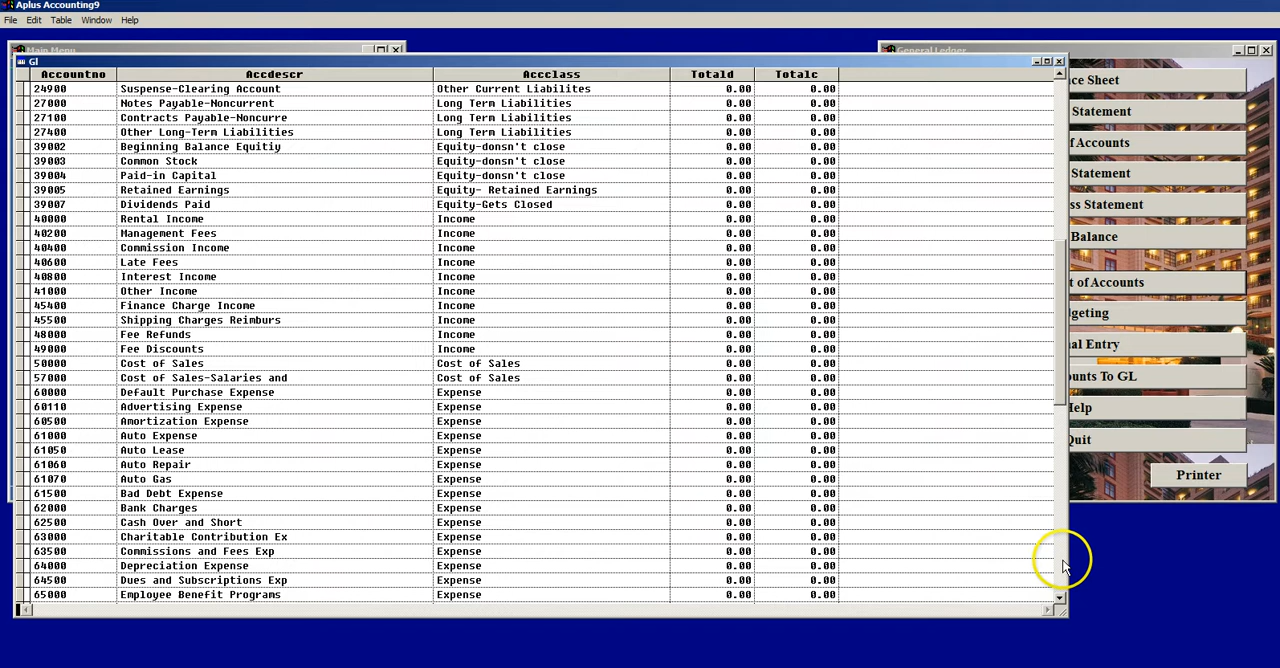 Aplus Accounting9
File Edit Table Window Help
Main Menu
General Ledger
Gl
Accountno Accdescr Accclass Totald Totalc
24900 Suspense-Clearing Account Other Current Liabilites 0.00 0.00
27000 Notes Payable-Noncurrent Long Term Liabilities 0.00 0.00
27100 Contracts Payable-Noncurre Long Term Liabilities 0.00 0.00
27400 Other Long-Term Liabilities Long Term Liabilities 0.00 0.00
39002 Beginning Balance Equitiy Equity-donsn't close 0.00 0.00
39003 Common Stock Equity-donsn't close 0.00 0.00
39004 Paid-in Capital Equity-donsn't close 0.00 0.00
39005 Retained Earnings Equity- Retained Earnings 0.00 0.00
39007 Dividends Paid Equity-Gets Closed 0.00 0.00
40000 Rental Income Income 0.00 0.00
40200 Management Fees Income 0.00 0.00
40400 Commission Income Income 0.00 0.00
40600 Late Fees Income 0.00 0.00
40800 Interest Income Income 0.00 0.00
41000 Other Income Income 0.00 0.00
45400 Finance Charge Income Income 0.00 0.00
45500 Shipping Charges Reimburs Income 0.00 0.00
48000 Fee Refunds Income 0.00 0.00
49000 Fee Discounts Income 0.00 0.00
50000 Cost of Sales Cost of Sales 0.00 0.00
57000 Cost of Sales-Salaries and Cost of Sales 0.00 0.00
60000 Default Purchase Expense Expense 0.00 0.00
60110 Advertising Expense Expense 0.00 0.00
60500 Amortization Expense Expense 0.00 0.00
61000 Auto Expense Expense 0.00 0.00
61050 Auto Lease Expense 0.00 0.00
61060 Auto Repair Expense 0.00 0.00
61070 Auto Gas Expense 0.00 0.00
61500 Bad Debt Expense Expense 0.00 0.00
62000 Bank Charges Expense 0.00 0.00
62500 Cash Over and Short Expense 0.00 0.00
63000 Charitable Contribution Ex Expense 0.00 0.00
63500 Commissions and Fees Exp Expense 0.00 0.00
64000 Depreciation Expense Expense 0.00 0.00
64500 Dues and Subscriptions Exp Expense 0.00 0.00
65000 Employee Benefit Programs Expense 0.00 0.00
ce Sheet
Statement
f Accounts
Statement
ss Statement
Balance
t of Accounts
geting
nal Entry
ounts To GL
Help
Quit
Printer